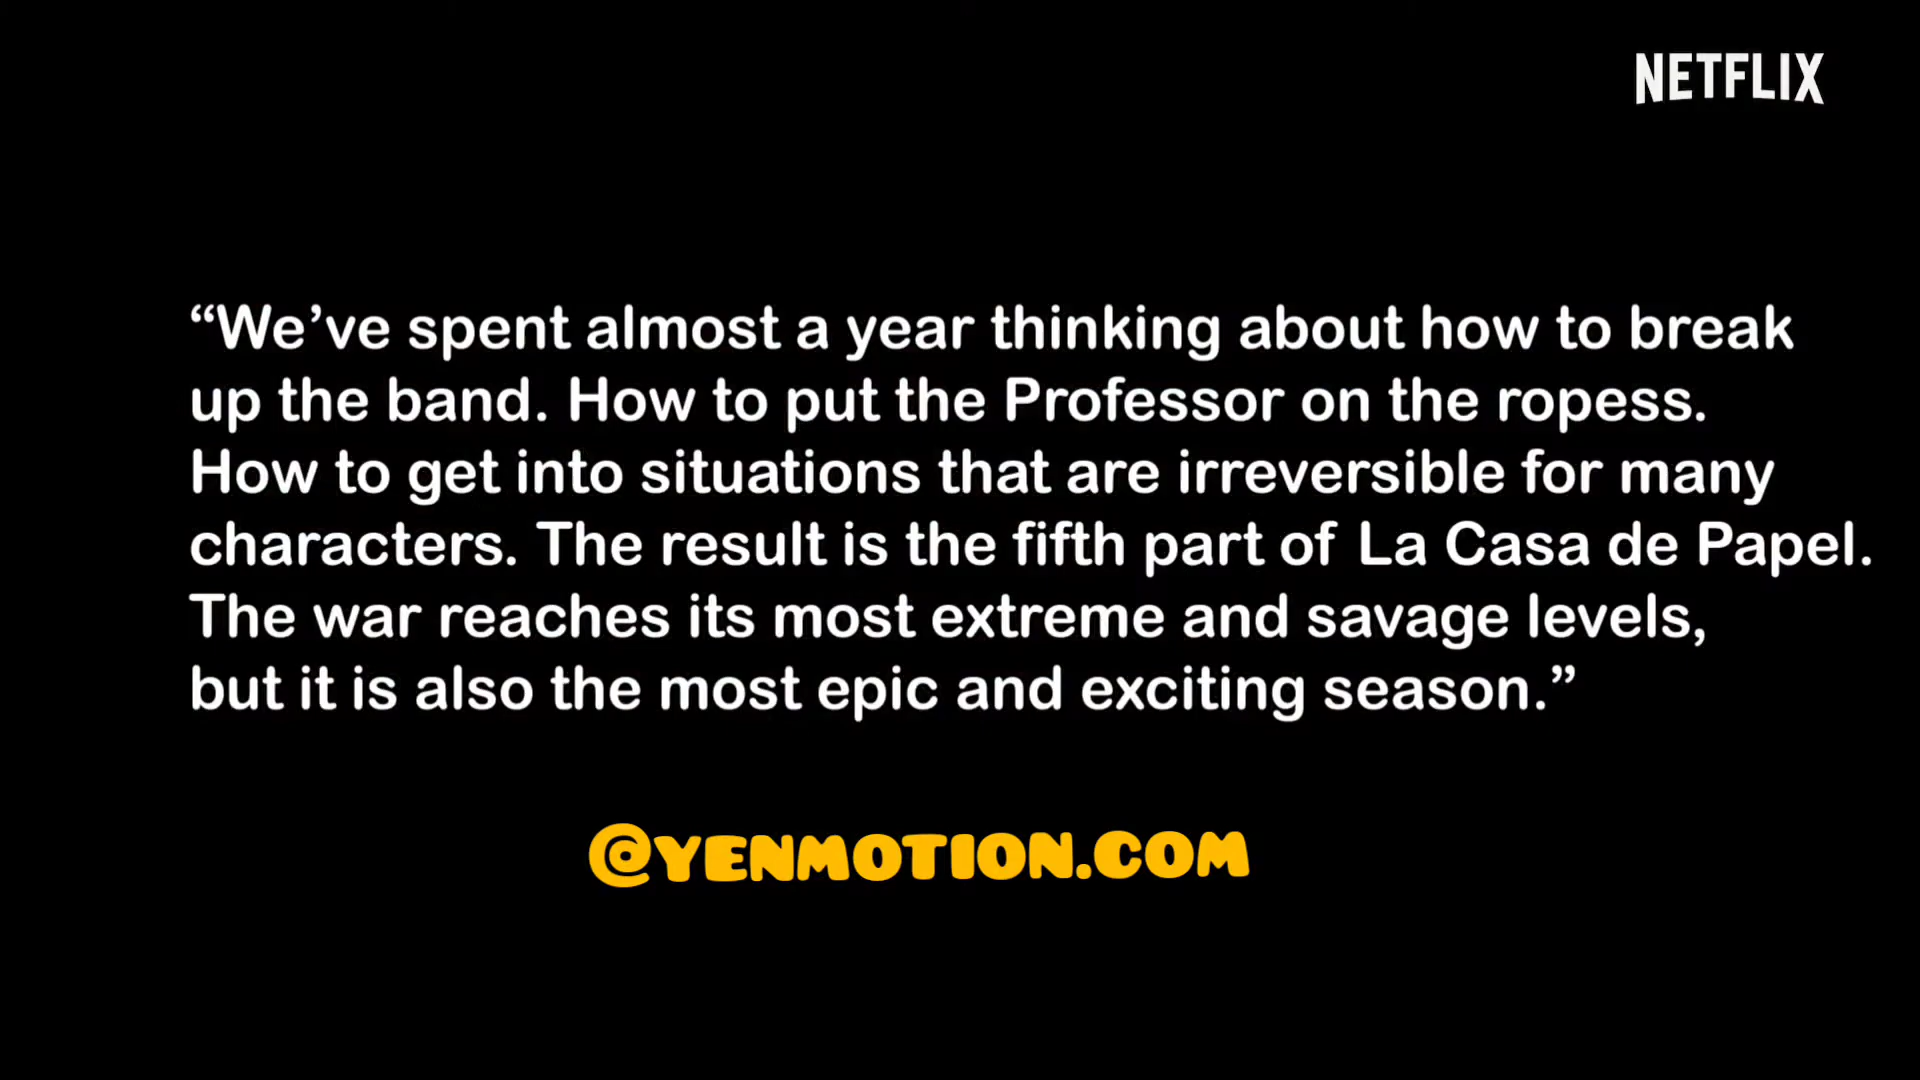 NETFLIX
“We’ve spent almost a year thinking about how to break
up the band. How to put the Professor on the ropess.
How to get into situations that are irreversible for many
characters. The result is the fifth part of La Casa de Papel.
The war reaches its most extreme and savage levels,
but it is also the most epic and exciting season.”
@YENMOTION.COM